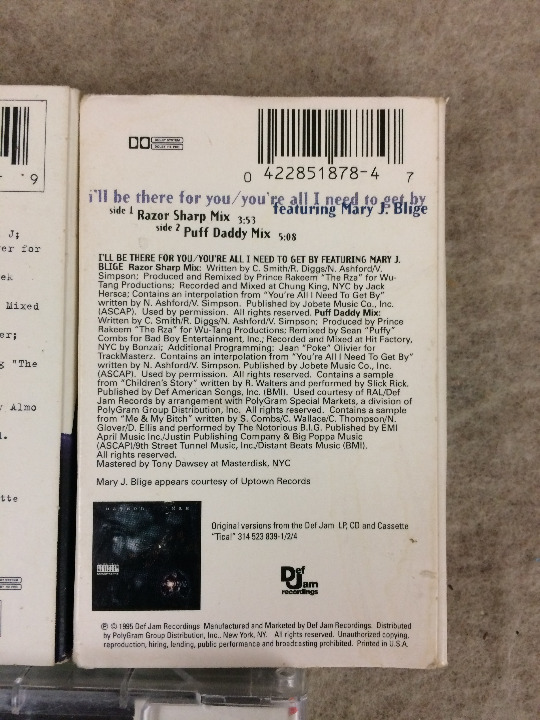 6 '
J;
er for
ek
Mixed
er;
g "The
y Almo
l.
tte
DOLBY SYSTEM
DOLBY HX PRO
0 422851878-4 7
i'll be there for you/you're all I need to get by
featuring Mary J. Blige
side 1 Razor Sharp Mix 3:53
side 2 Puff Daddy Mix 5:08
I'LL BE THERE FOR YOU/YOU'RE ALL I NEED TO GET BY FEATURING MARY J.
BLIGE Razor Sharp Mix: Written by C. Smith/R. Diggs/N. Ashford/V.
Simpson; Produced and Remixed by Prince Rakeem "The Rza" for Wu-
Tang Productions; Recorded and Mixed at Chung King, NYC by Jack
Hersca; Contains an interpolation from "You're All I Need To Get By"
written by N. Ashford/V. Simpson. Published by Jobete Music Co., Inc.
(ASCAP). Used by permission. All rights reserved. Puff Daddy Mix:
Written by C. Smith/R. Diggs/N. Ashford/V. Simpson; Produced by Prince
Rakeem "The Rza" for Wu-Tang Productions; Remixed by Sean "Puffy"
Combs for Bad Boy Entertainment, Inc.; Recorded and Mixed at Hit Factory,
NYC by Bonzai; Additional Programming: Jean "Poke" Olivier for
TrackMasterz. Contains an interpolation from "You're All I Need To Get By"
written by N. Ashford/V. Simpson. Published by Jobete Music Co., Inc.
(ASCAP). Used by permission. All rights reserved. Contains a sample
from "Children's Story" written by R. Walters and performed by Slick Rick.
Published by Def American Songs, Inc. (BMI). Used courtesy of RAL/Def
Jam Records by arrangement with PolyGram Special Markets, a division of
PolyGram Group Distribution, Inc. All rights reserved. Contains a sample
from "Me & My Bitch" written by S. Combs/C. Wallace/C. Thompson/N.
Glover/D. Ellis and performed by The Notorious B.I.G. Published by EMI
April Music Inc./Justin Publishing Company & Big Poppa Music
(ASCAP)/9th Street Tunnel Music, Inc./Distant Beats Music (BMI).
All rights reserved.
Mastered by Tony Dawsey at Masterdisk, NYC
Mary J. Blige appears courtesy of Uptown Records
Original versions from the Def Jam LP, CD and Cassette
"Tical" 314 523 839-1/2/4
Def
Jam
recordings
℗ © 1995 Def Jam Recordings Manufactured and Marketed by Def Jam Recordings. Distributed
by PolyGram Group Distribution, Inc., New York, NY. All rights reserved. Unauthorized copying,
reproduction, hiring, lending, public performance and broadcasting prohibited. Printed in U.S.A.